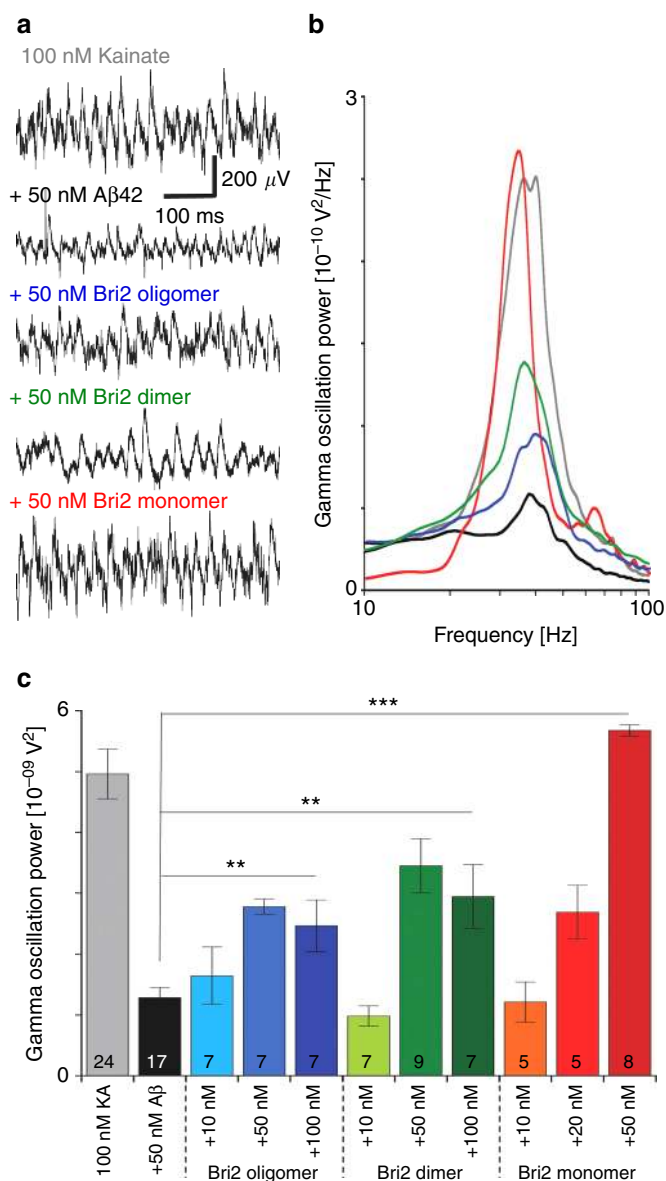 a
100 nM Kainate
200 μV
+ 50 nM Aβ42
100 ms
+ 50 nM Bri2 oligomer
+ 50 nM Bri2 dimer
+ 50 nM Bri2 monomer
b
3
Gamma oscillation power [10⁻¹⁰ V²/Hz]
0
10
100
Frequency [Hz]
c
6
Gamma oscillation power [10⁻⁰⁹ V²]
0
***
**
**
24
17
7
7
7
7
9
7
5
5
8
100 nM KA
+50 nM Aβ
+10 nM
+50 nM
+100 nM
+10 nM
+50 nM
+100 nM
+10 nM
+20 nM
+50 nM
Bri2 oligomer
Bri2 dimer
Bri2 monomer